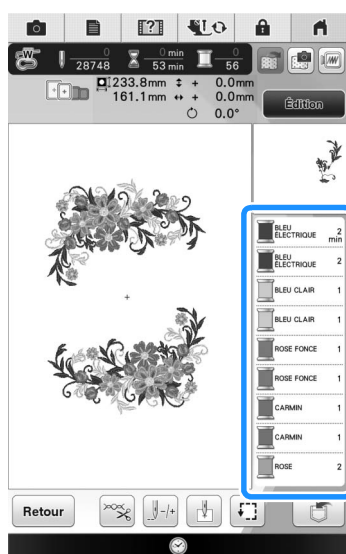 W
0
28748
0 min
53 min
0
56
233.8mm + 0.0mm
161.1mm + 0.0mm
0.0°
Édition
BLEU
ÉLECTRIQUE 2
min
BLEU
ÉLECTRIQUE 2
BLEU CLAIR 1
BLEU CLAIR 1
ROSE FONCE 1
ROSE FONCE 1
CARMIN 1
CARMIN 1
ROSE 2
Retour
-/+